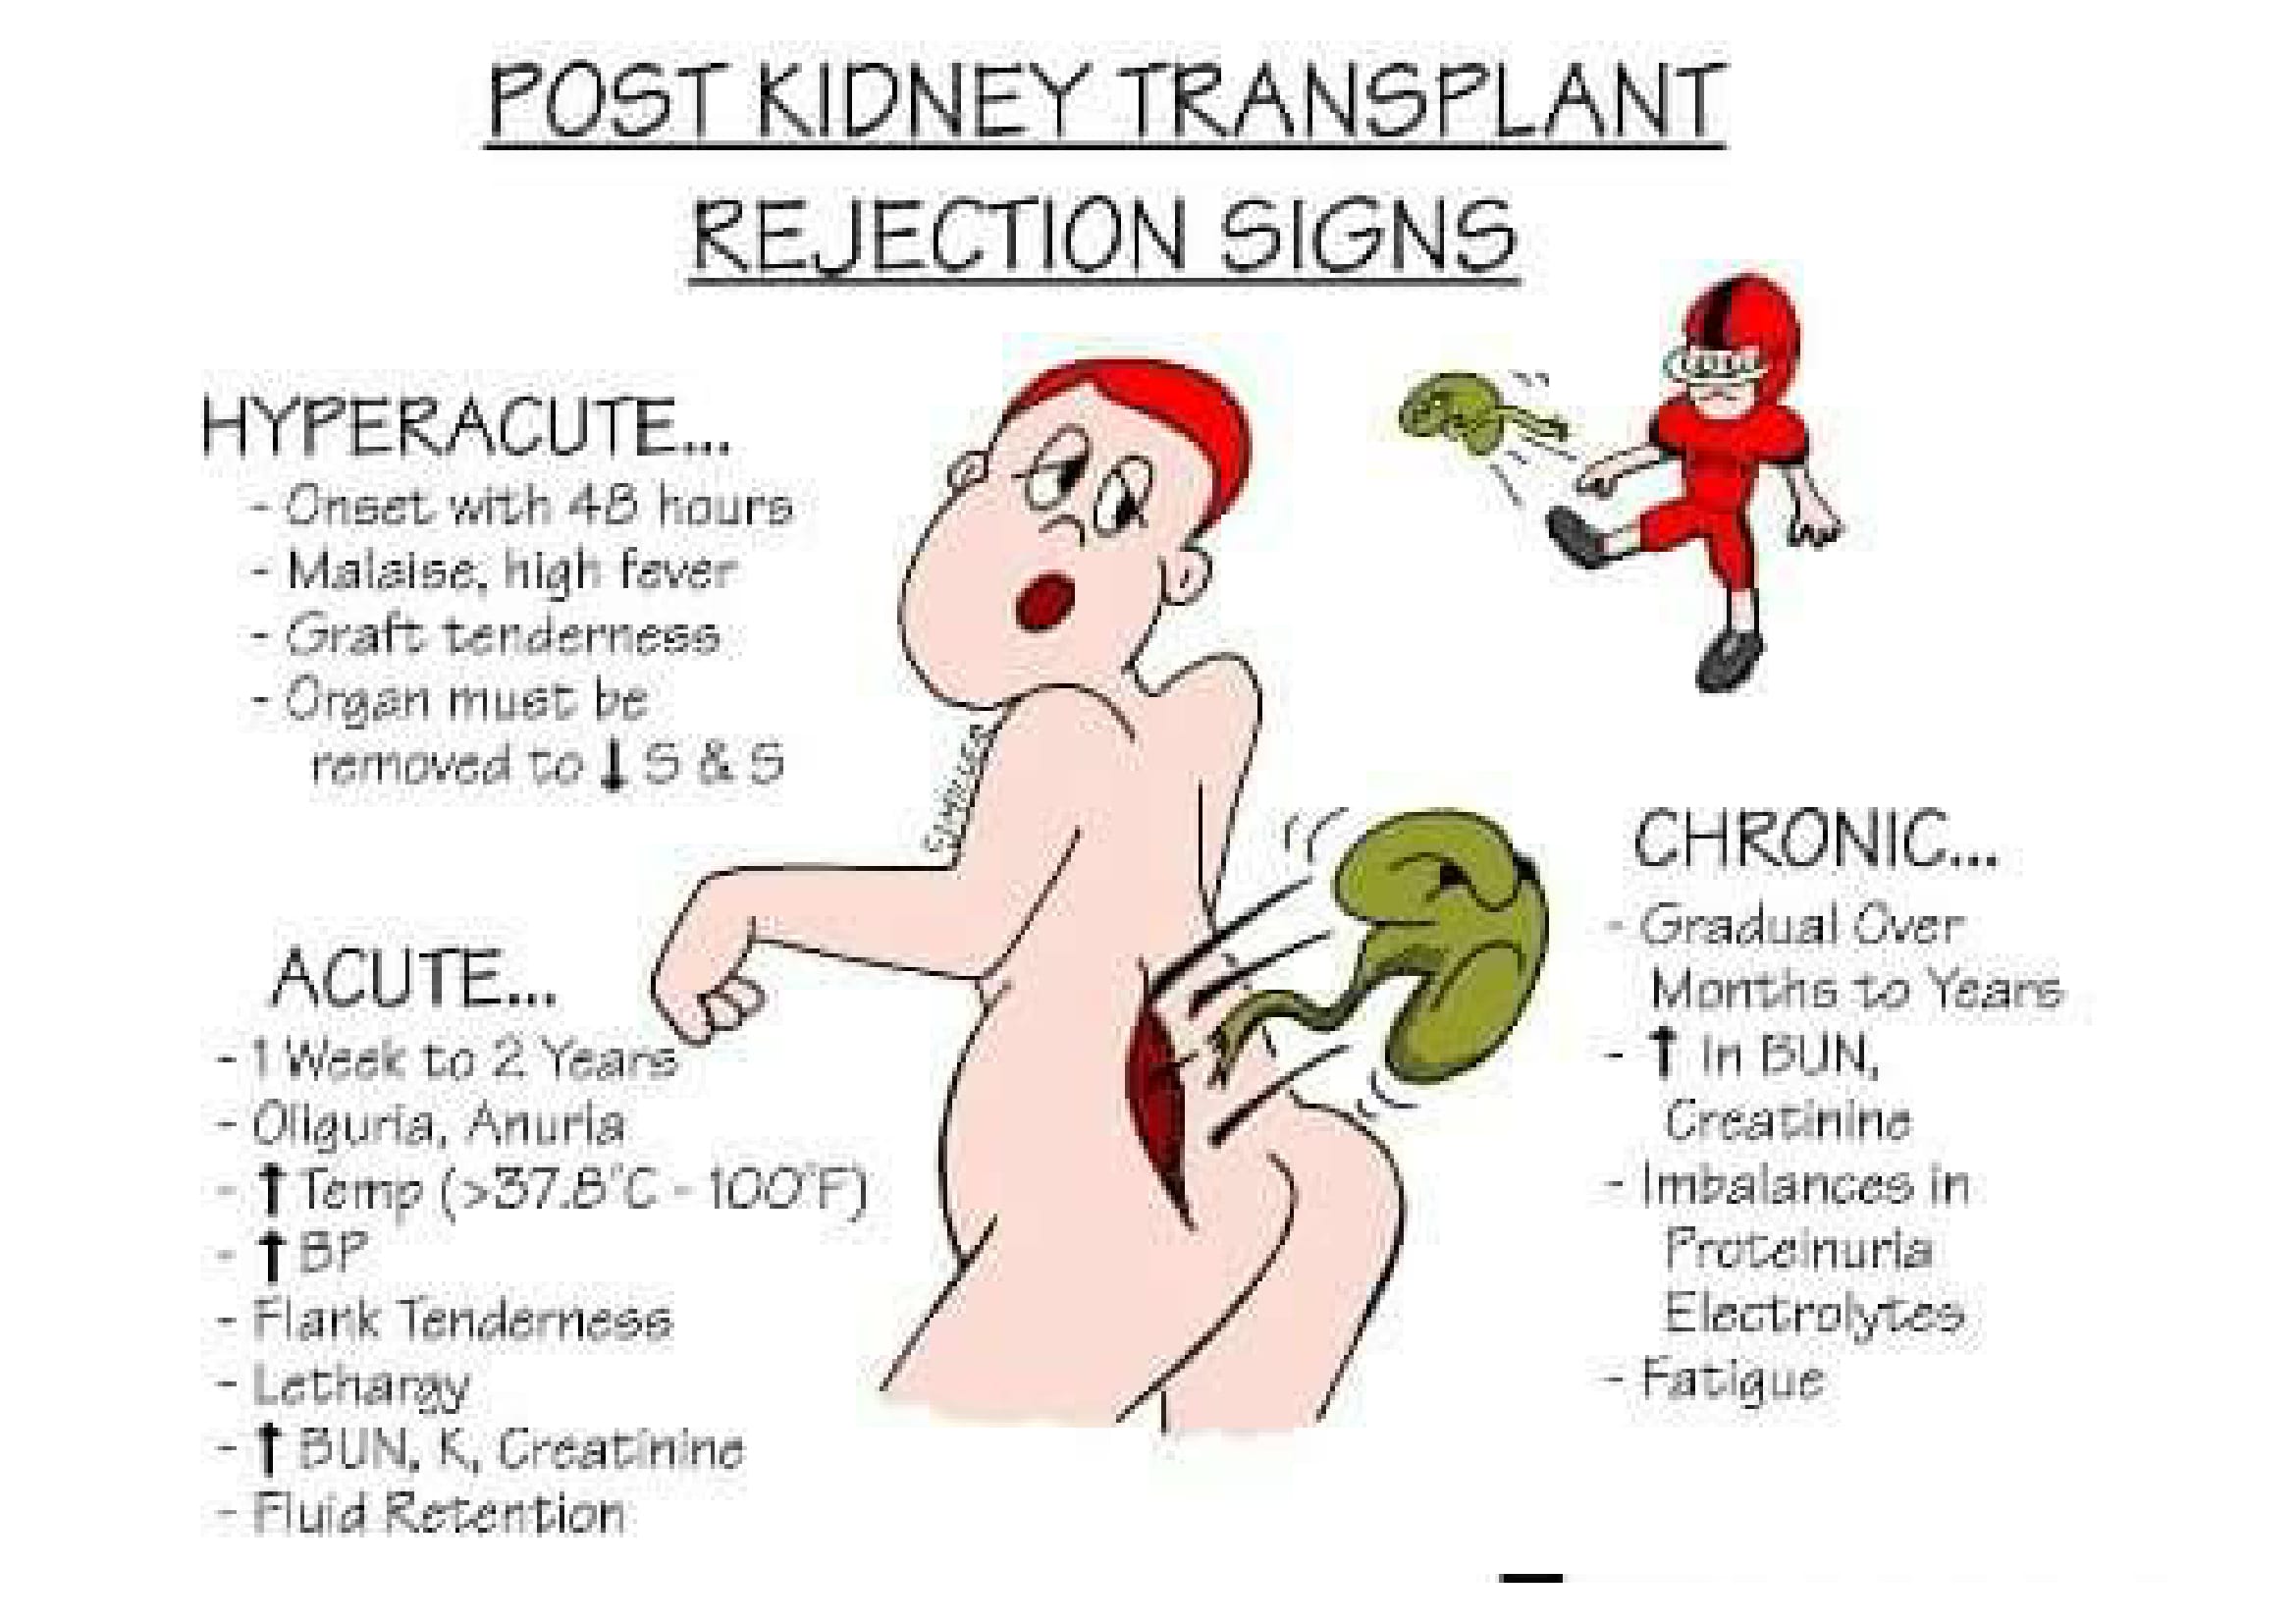 POST KIDNEY TRANSPLANT
REJECTION SIGNS
HYPERACUTE...
- Onset with 48 hours
- Malaise, high fever
- Graft tenderness
- Organ must be
removed to ↓ S & S
ACUTE...
- 1 Week to 2 Years
- Oliguria, Anuria
- ↑ Temp (>37.8°C - 100°F)
- ↑ BP
- Flank Tenderness
- Lethargy
- ↑ BUN, K, Creatinine
- Fluid Retention
CHRONIC...
- Gradual Over
Months to Years
- ↑ in BUN,
Creatinine
- Imbalances in
Proteinuria
Electrolytes
- Fatigue